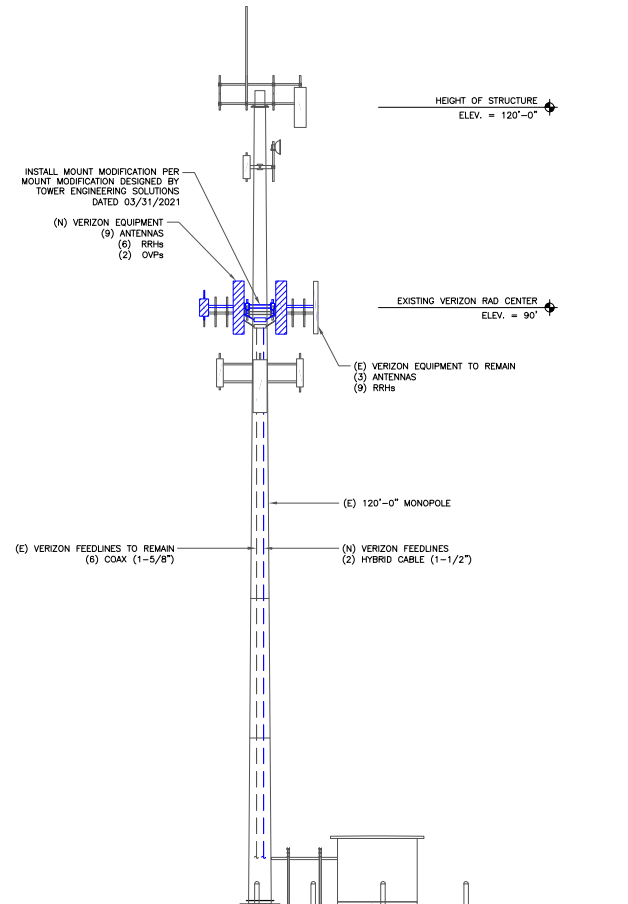 HEIGHT OF STRUCTURE
ELEV. = 120'-0"
INSTALL MOUNT MODIFICATION PER
MOUNT MODIFICATION DESIGNED BY
TOWER ENGINEERING SOLUTIONS
DATED 03/31/2021
(N) VERIZON EQUIPMENT
(9) ANTENNAS
(6) RRHs
(2) OVPs
EXISTING VERIZON RAD CENTER
ELEV. = 90'
(E) VERIZON EQUIPMENT TO REMAIN
(3) ANTENNAS
(9) RRHs
(E) 120'-0" MONOPOLE
(E) VERIZON FEEDLINES TO REMAIN
(6) COAX (1-5/8")
(N) VERIZON FEEDLINES
(2) HYBRID CABLE (1-1/2")